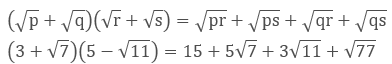 (√p + √q)(√r + √s) = √pr + √ps + √qr + √qs
(3 + √7)(5 − √11) = 15 + 5√7 + 3√11 + √77